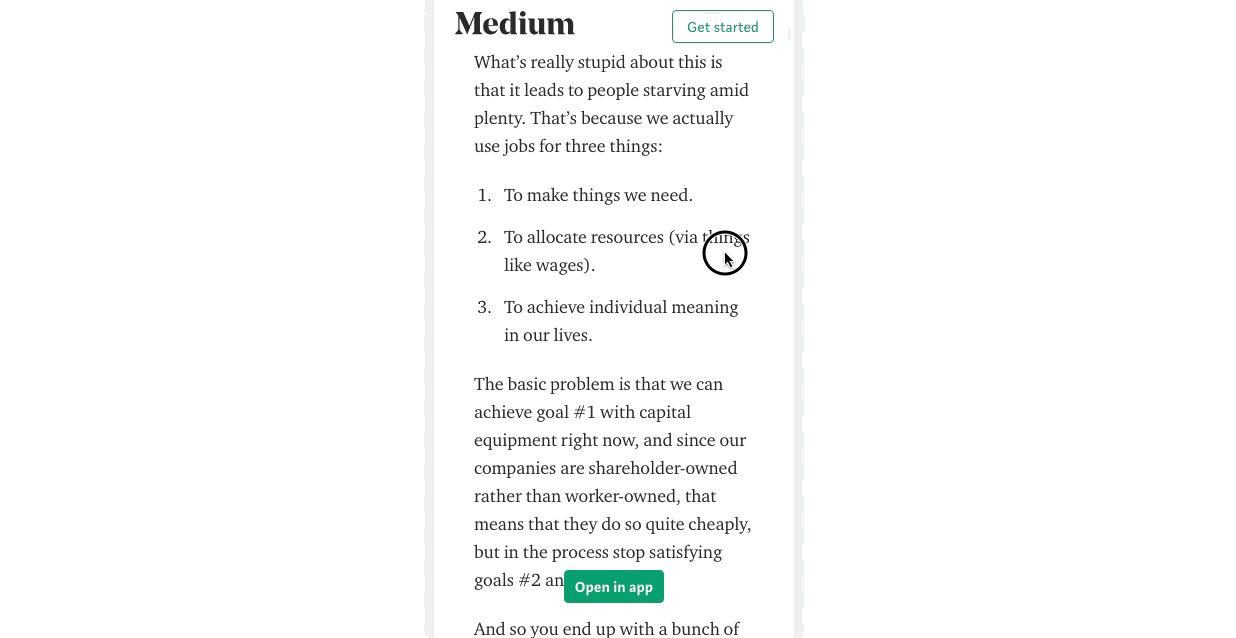 Medium
Get started
What’s really stupid about this is
that it leads to people starving amid
plenty. That’s because we actually
use jobs for three things:
1. To make things we need.
2. To allocate resources (via things
like wages).
3. To achieve individual meaning
in our lives.
The basic problem is that we can
achieve goal #1 with capital
equipment right now, and since our
companies are shareholder-owned
rather than worker-owned, that
means that they do so quite cheaply,
but in the process stop satisfying
goals #2 an
Open in app
And so you end up with a bunch of